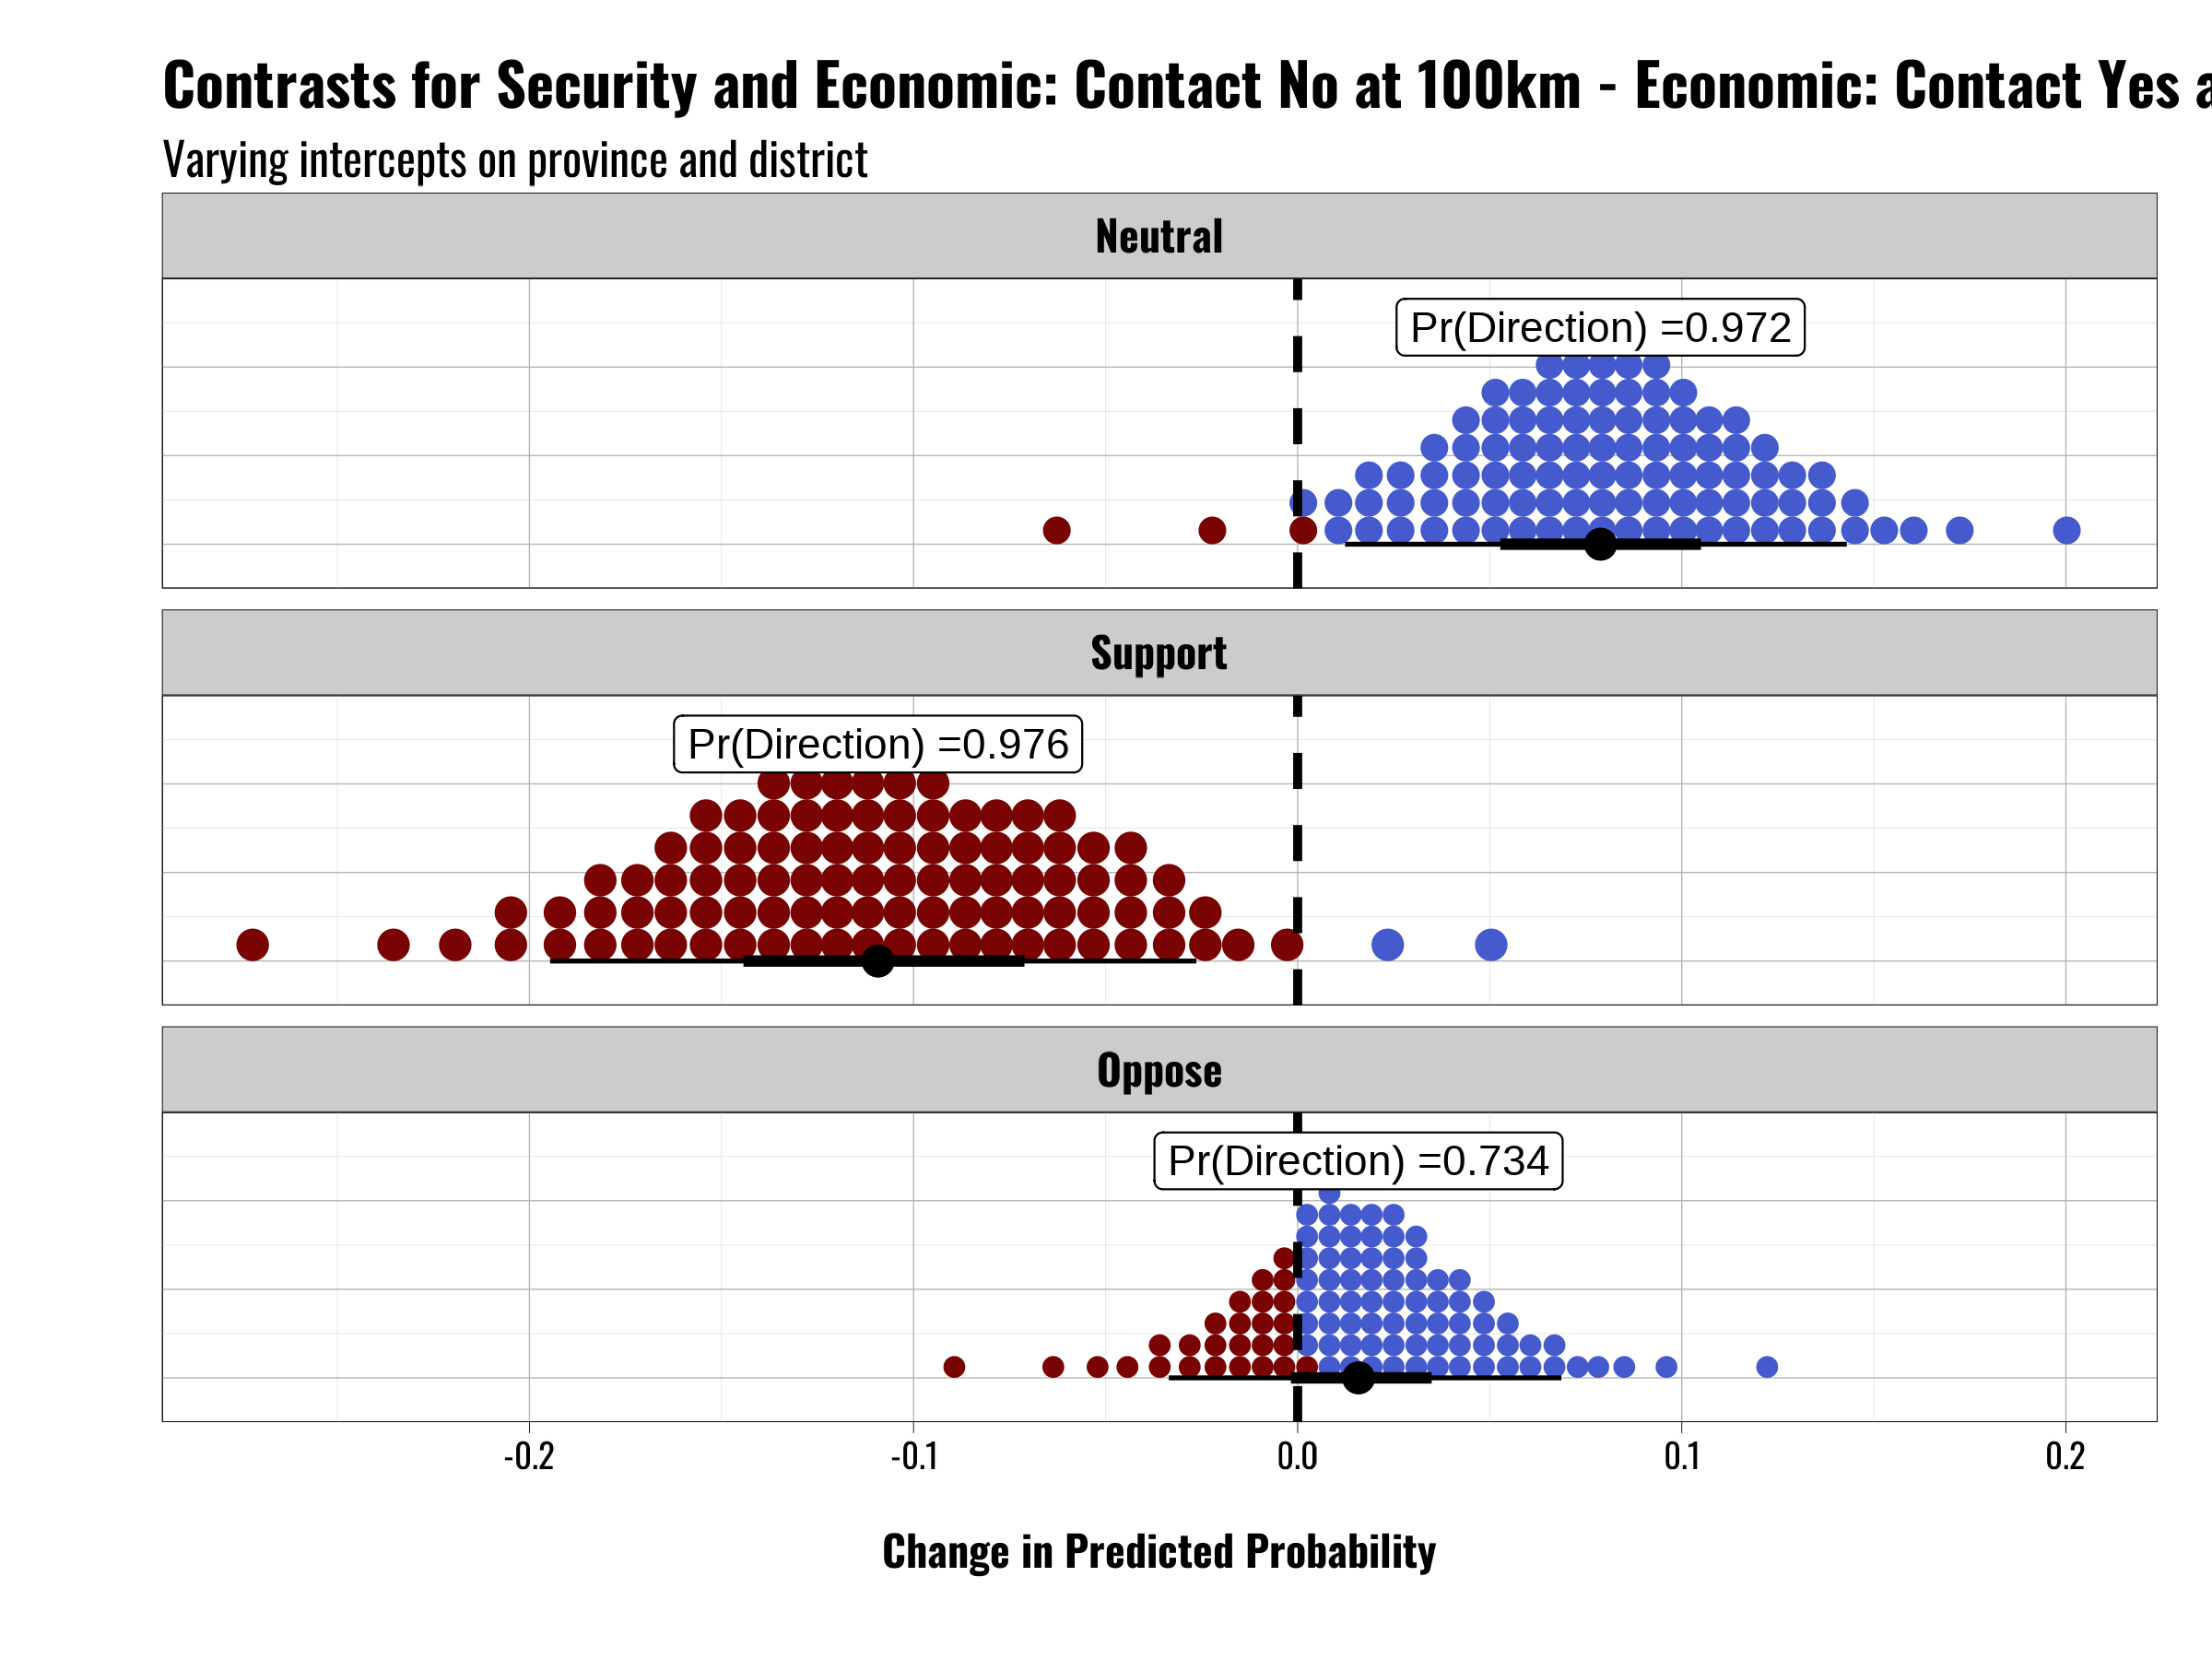 Contrasts for Security and Economic: Contact No at 100km - Economic: Contact Yes a
Varying intercepts on province and district
Neutral
Pr(Direction) =0.972
Support
Pr(Direction) =0.976
Oppose
Pr(Direction) =0.734
-0.2 -0.1 0.0 0.1 0.2
Change in Predicted Probability